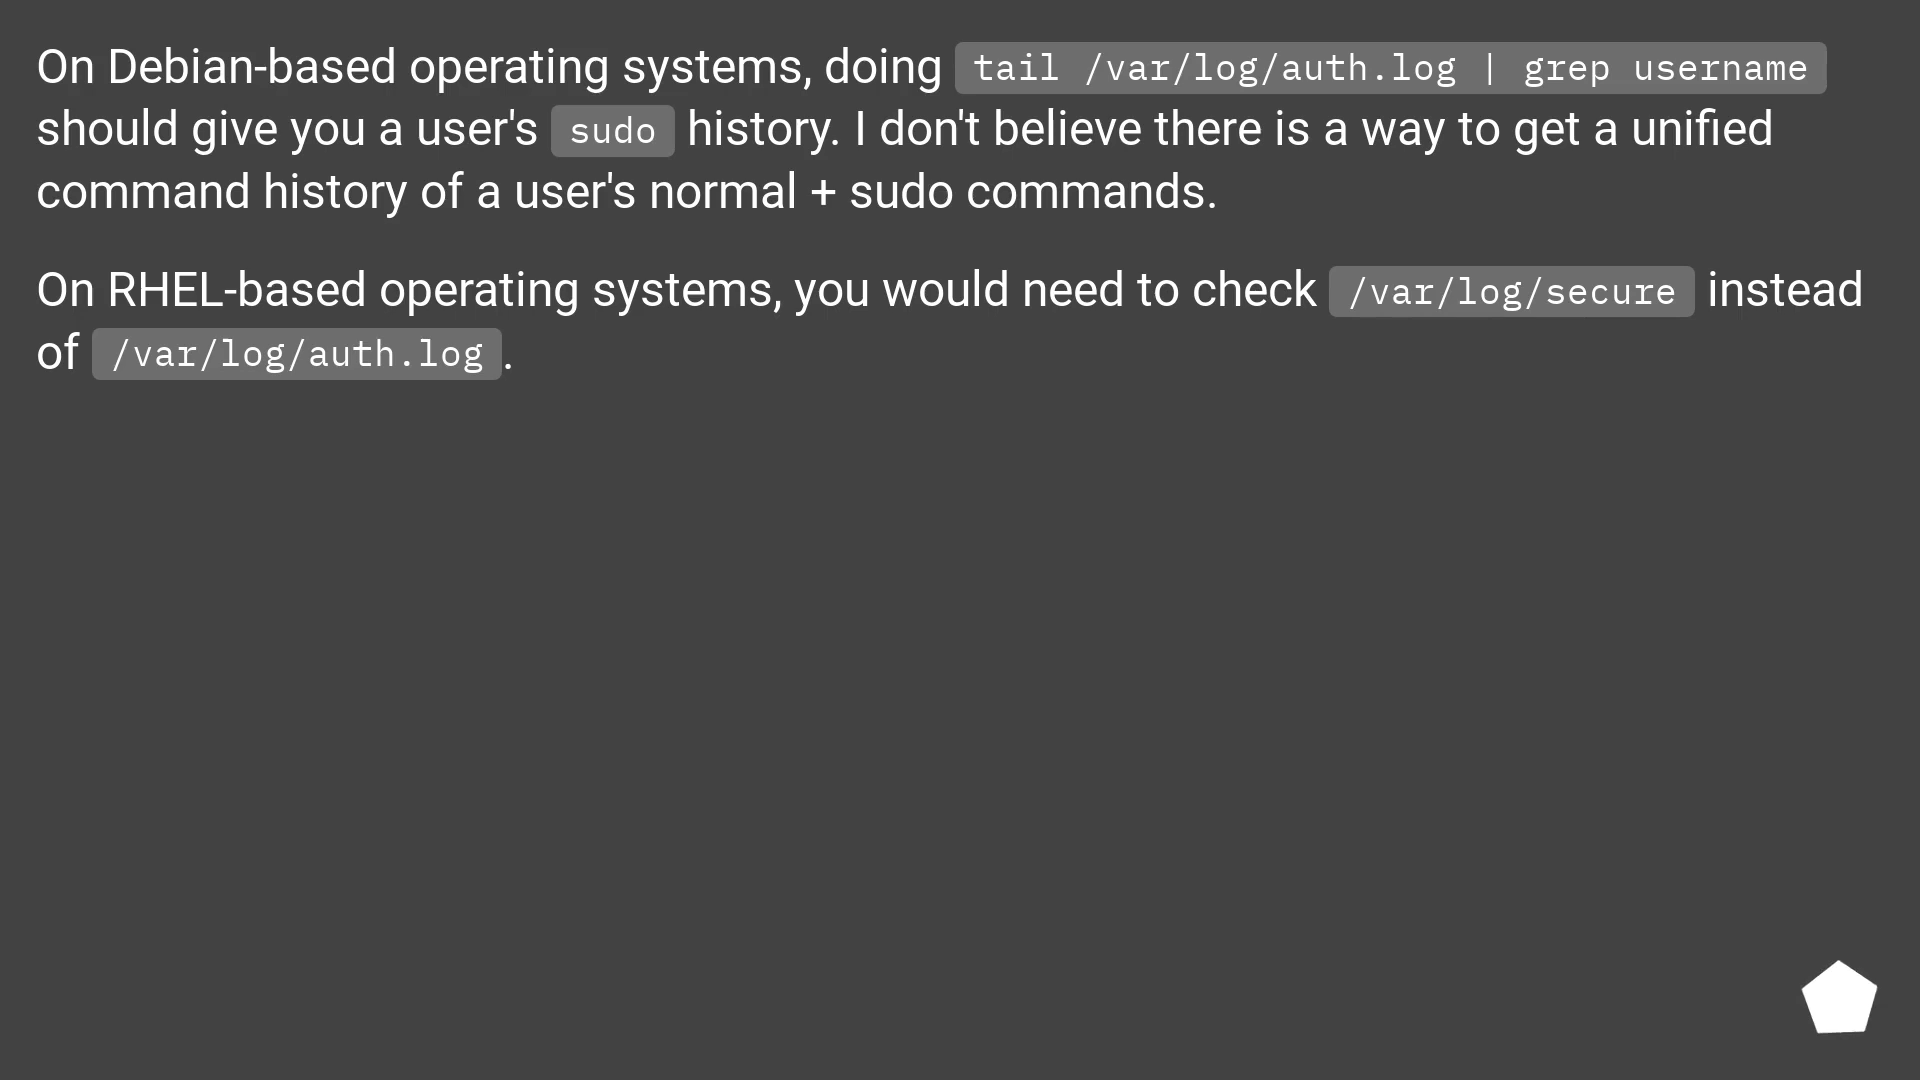 On Debian-based operating systems, doing tail /var/log/auth.log | grep username
should give you a user's sudo history. I don't believe there is a way to get a unified
command history of a user's normal + sudo commands.
On RHEL-based operating systems, you would need to check /var/log/secure instead
of /var/log/auth.log.